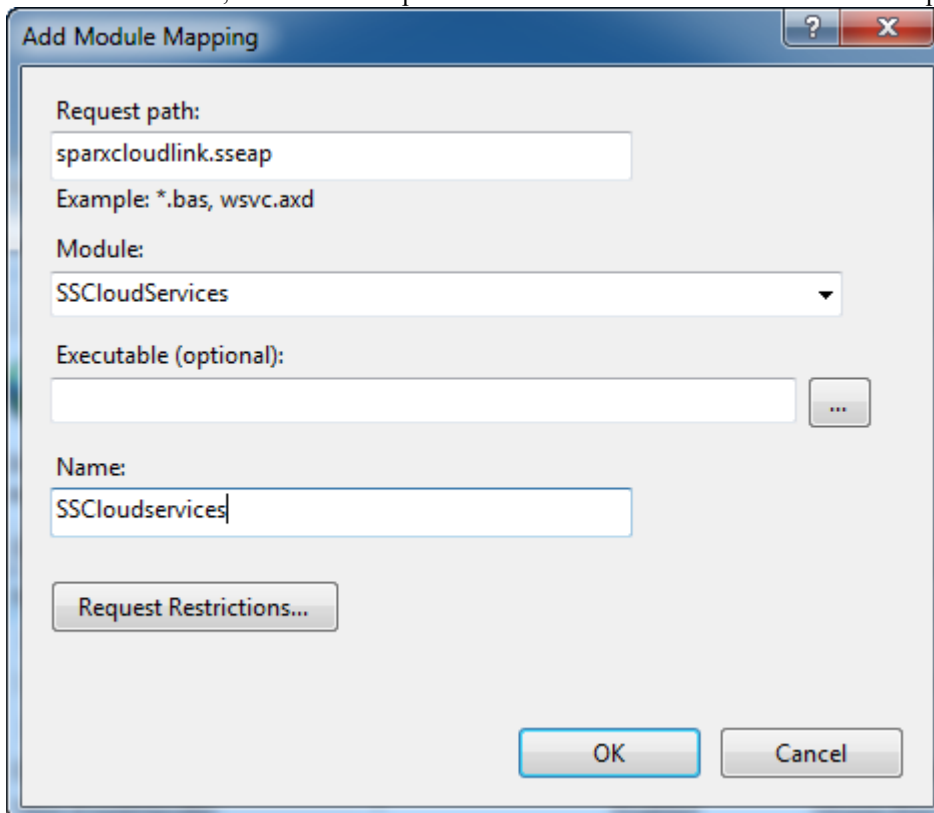 Add Module Mapping
?
X
Request path:
sparxcloudlink.sseap
Example: *.bas, wsvc.axd
Module:
SSCloudServices
Executable (optional):
...
Name:
SSCloudservices
Request Restrictions...
OK Cancel